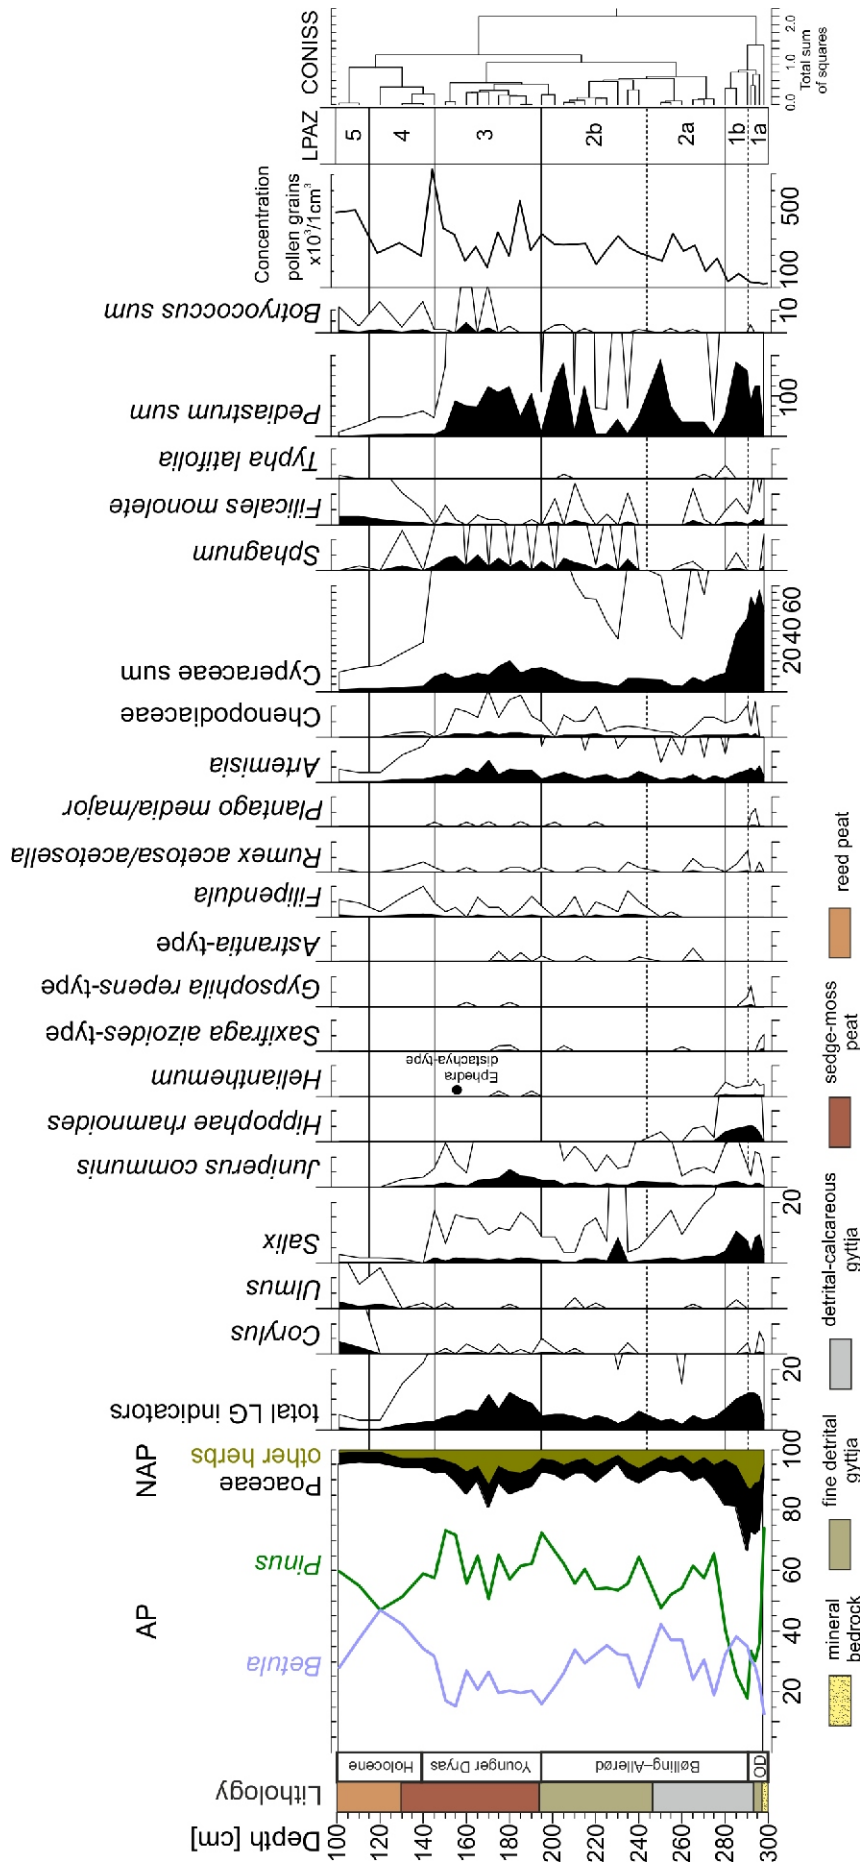 CONISS
0.0 1.0 2.0
Total sum
of squares
LPAZ
5
4
3
2b
2a
1b
1a
Concentration
pollen grains
x10³/1cm³
100 500
Botryococcus sum
10
Pediastrum sum
100
Typha latifolia
Filicales monolete
Sphagnum
Cyperaceae sum
20 40 60
Chenopodiaceae
Artemisia
Plantago media/major
Rumex acetosa/acetosella
Filipendula
Astrantia-type
Gypsophila repens-type
Saxifraga aizoides-type
Helianthemum
Ephedra
distachya-type
Hippophae rhamnoides
Juniperus communis
Salix
20
Ulmus
Corylus
total LG indicators
20
NAP
other herbs
Poaceae
AP
Pinus
Betula
20 40 60 80 100
Holocene
Younger Dryas
Bølling–Allerød
OD
Lithology
Depth [cm]
100
120
140
160
180
200
220
240
260
280
300
mineral
bedrock
fine detrital
gyttja
detrital-calcareous
gyttja
sedge-moss
peat
reed peat